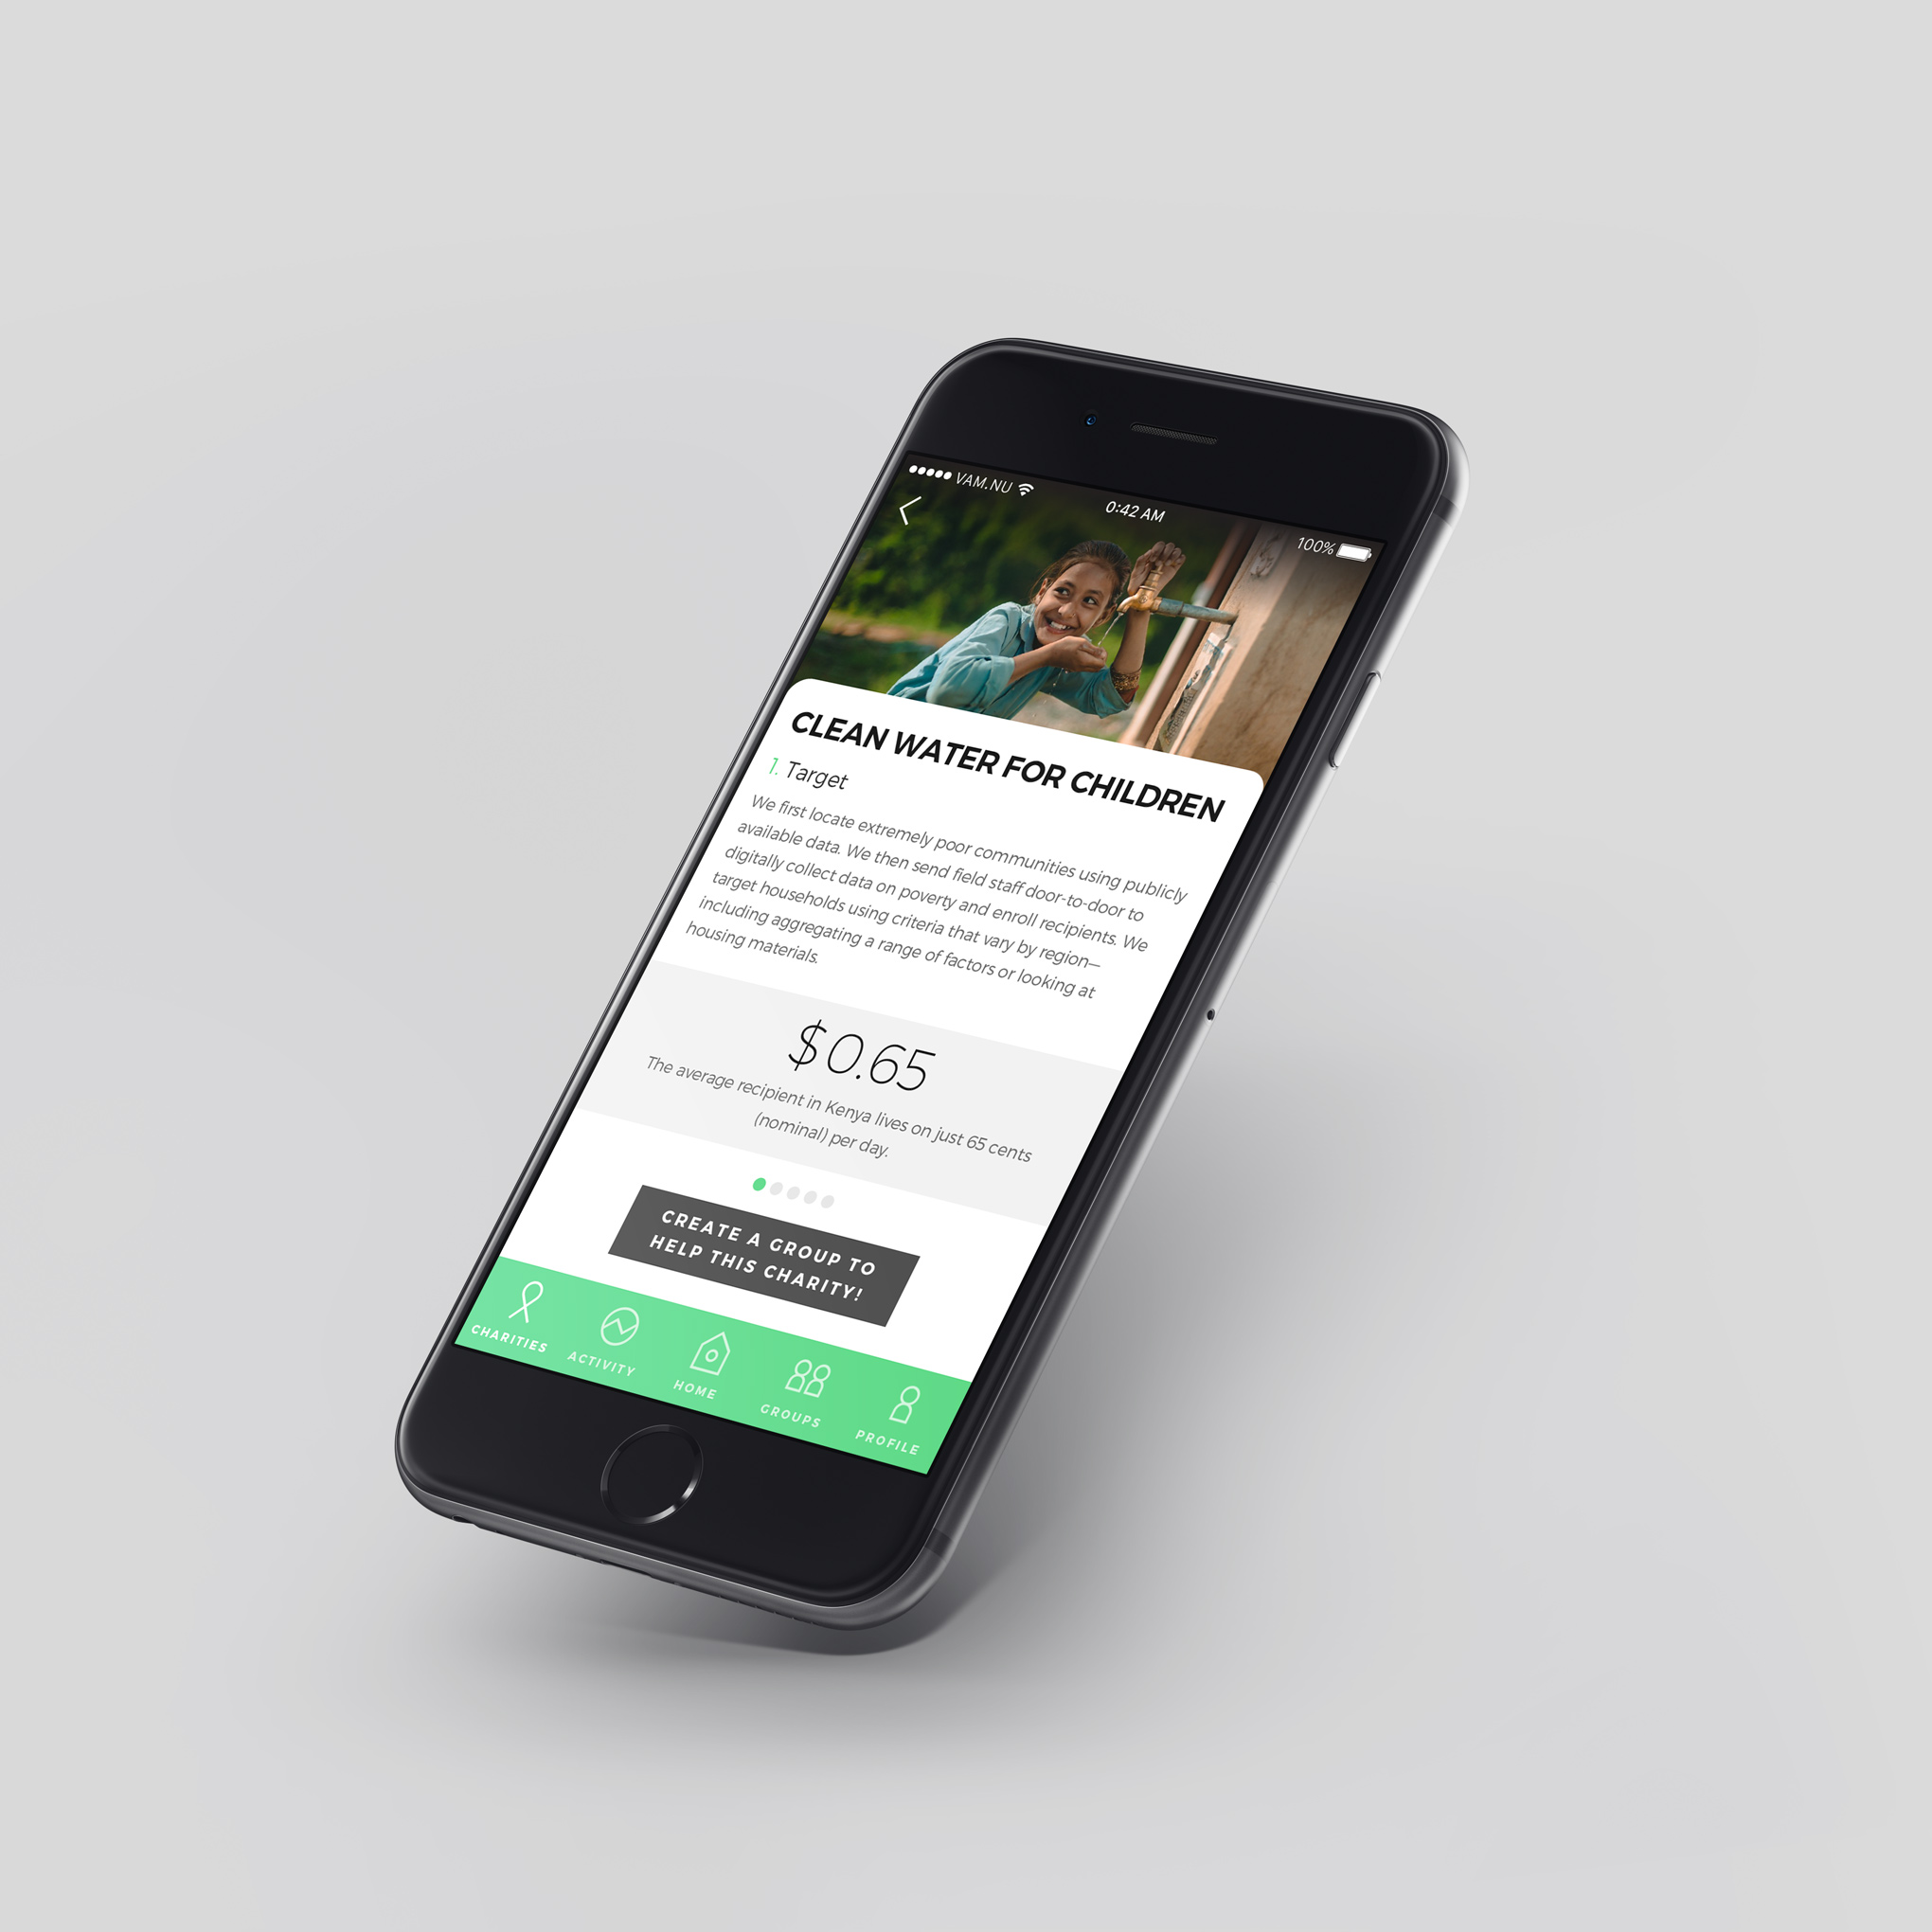 VAM.NU
0:42 AM
100%
CLEAN WATER FOR CHILDREN
1. Target
We first locate extremely poor communities using publicly
available data. We then send field staff door-to-door to
digitally collect data on poverty and enroll recipients. We
target households using criteria that vary by region—
including aggregating a range of factors or looking at
housing materials.
$0.65
The average recipient in Kenya lives on just 65 cents
(nominal) per day.
CREATE A GROUP TO
HELP THIS CHARITY!
CHARITIES
ACTIVITY
HOME
GROUPS
PROFILE